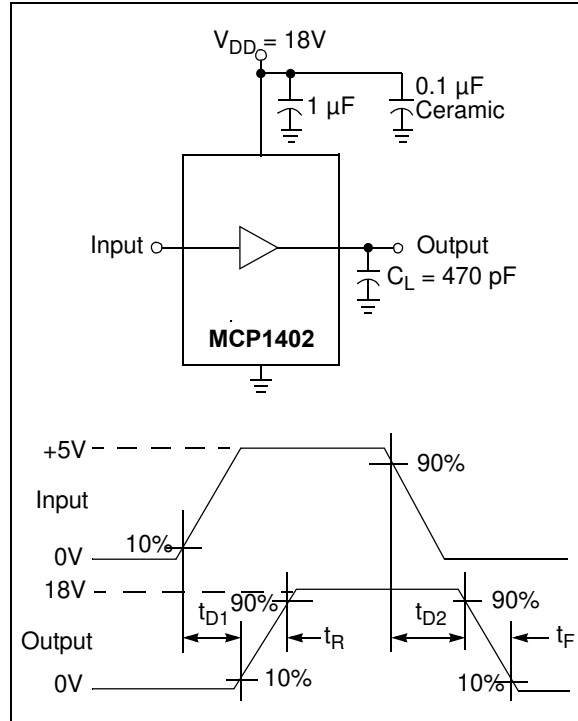 V_DD = 18V
1 µF
0.1 µF
Ceramic
Input
Output
C_L = 470 pF
MCP1402
+5V
90%
Input
10%
0V
18V
t_D1
90%
t_R
t_D2
90%
t_F
Output
10%
10%
0V